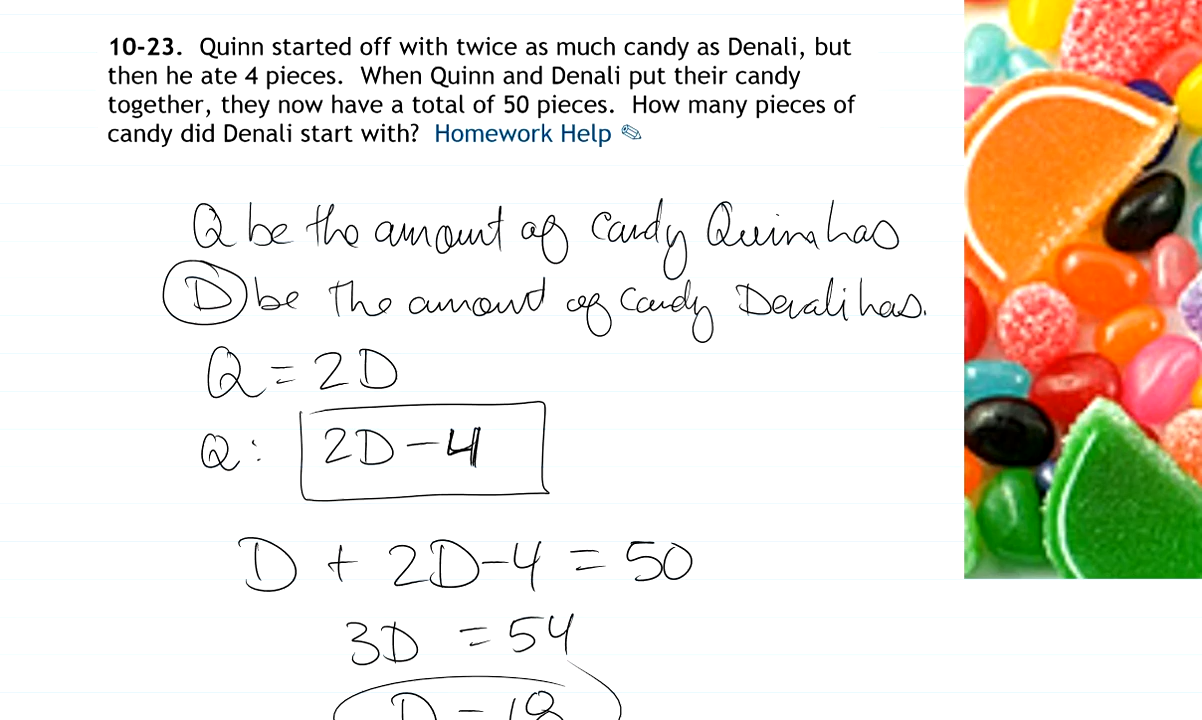 10-23. Quinn started off with twice as much candy as Denali, but
then he ate 4 pieces. When Quinn and Denali put their candy
together, they now have a total of 50 pieces. How many pieces of
candy did Denali start with? Homework Help ✎
Q be the amount of candy Quinn has
D be the amount of candy Denali has.
Q = 2D
Q: 2D-4
D + 2D-4 = 50
3D = 54
D = 18